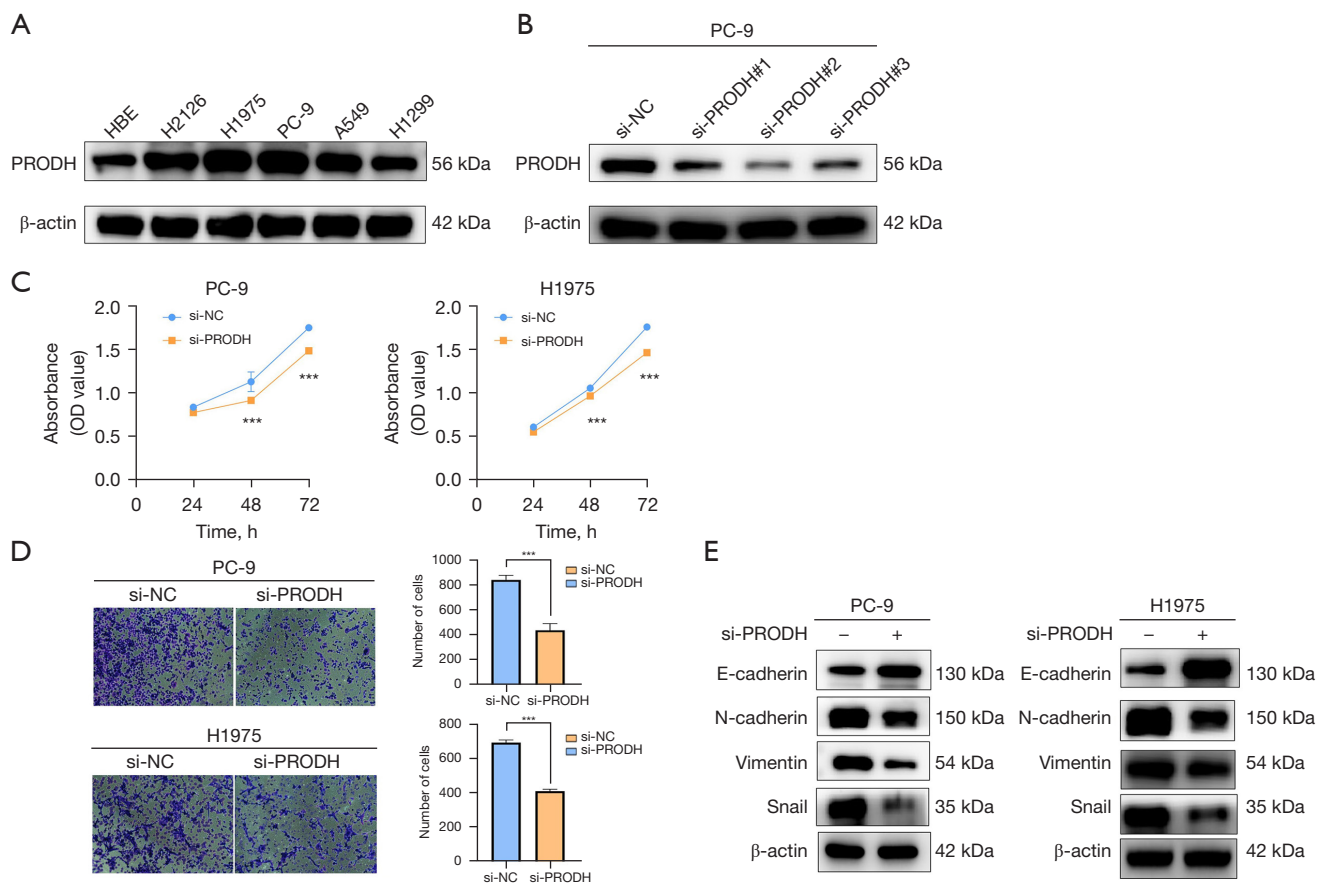 A
HBE H2126 H1975 PC-9 A549 H1299
PRODH 56 kDa
β-actin 42 kDa
B
PC-9
si-NC si-PRODH#1 si-PRODH#2 si-PRODH#3
PRODH 56 kDa
β-actin 42 kDa
C
PC-9
si-NC
si-PRODH
Absorbance
(OD value)
2.0
1.5
1.0
0.5
0.0
***
***
0 24 48 72
Time, h
H1975
si-NC
si-PRODH
Absorbance
(OD value)
2.0
1.5
1.0
0.5
0.0
***
***
0 24 48 72
Time, h
D
PC-9
si-NC si-PRODH
H1975
si-NC si-PRODH
Number of cells
1000
800
600
400
200
0
***
si-NC
si-PRODH
si-NC si-PRODH
Number of cells
800
600
400
200
0
***
si-NC
si-PRODH
si-NC si-PRODH
E
PC-9
si-PRODH − +
E-cadherin 130 kDa
N-cadherin 150 kDa
Vimentin 54 kDa
Snail 35 kDa
β-actin 42 kDa
H1975
si-PRODH − +
E-cadherin 130 kDa
N-cadherin 150 kDa
Vimentin 54 kDa
Snail 35 kDa
β-actin 42 kDa